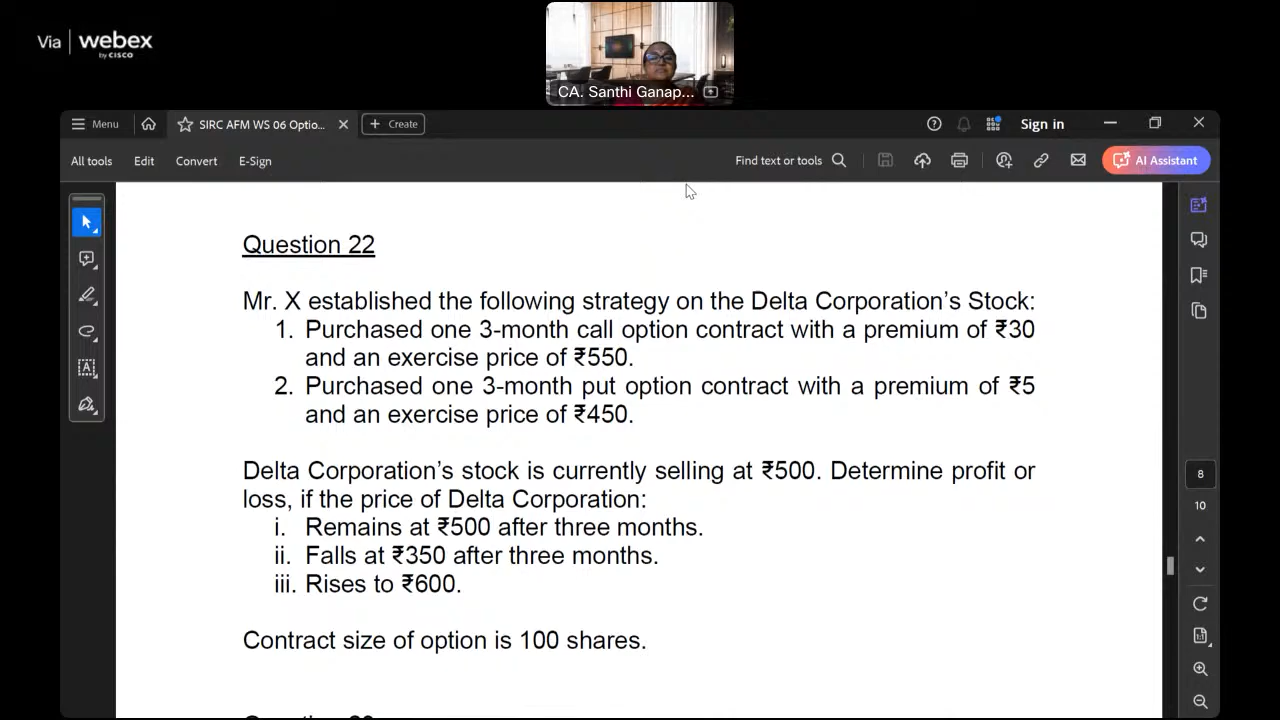 Via webex
by CISCO
CA. Santhi Ganap...
Menu
SIRC AFM WS 06 Optio...
Create
Sign in
All tools Edit Convert E-Sign
Find text or tools
AI Assistant
Question 22
Mr. X established the following strategy on the Delta Corporation’s Stock:
1. Purchased one 3-month call option contract with a premium of ₹30
and an exercise price of ₹550.
2. Purchased one 3-month put option contract with a premium of ₹5
and an exercise price of ₹450.
Delta Corporation’s stock is currently selling at ₹500. Determine profit or
loss, if the price of Delta Corporation:
i. Remains at ₹500 after three months.
ii. Falls at ₹350 after three months.
iii. Rises to ₹600.
Contract size of option is 100 shares.
8
10